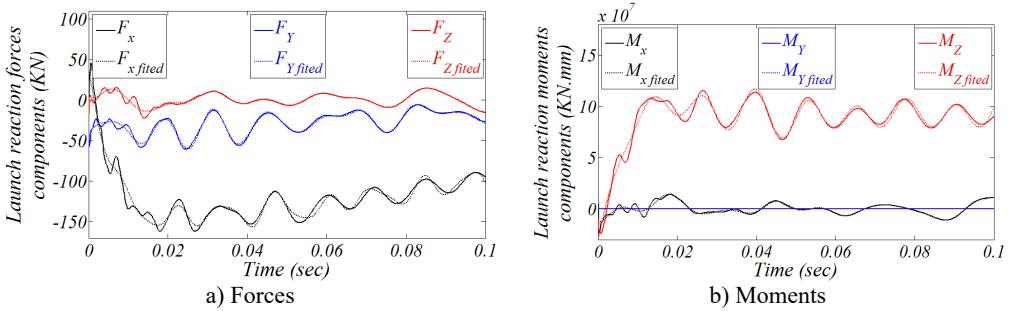 100
50
0
-50
-100
-150
Launch reaction forces
components (KN)
F_x
F_x fited
F_Y
F_Y fited
F_Z
F_Z fited
0
0.02
0.04
0.06
0.08
0.1
Time (sec)
a) Forces
x 10^7
15
10
5
0
Launch reaction moments
components (KN.mm)
M_x
M_x fited
M_Y
M_Y fited
M_Z
M_Z fited
0
0.02
0.04
0.06
0.08
0.1
Time (sec)
b) Moments